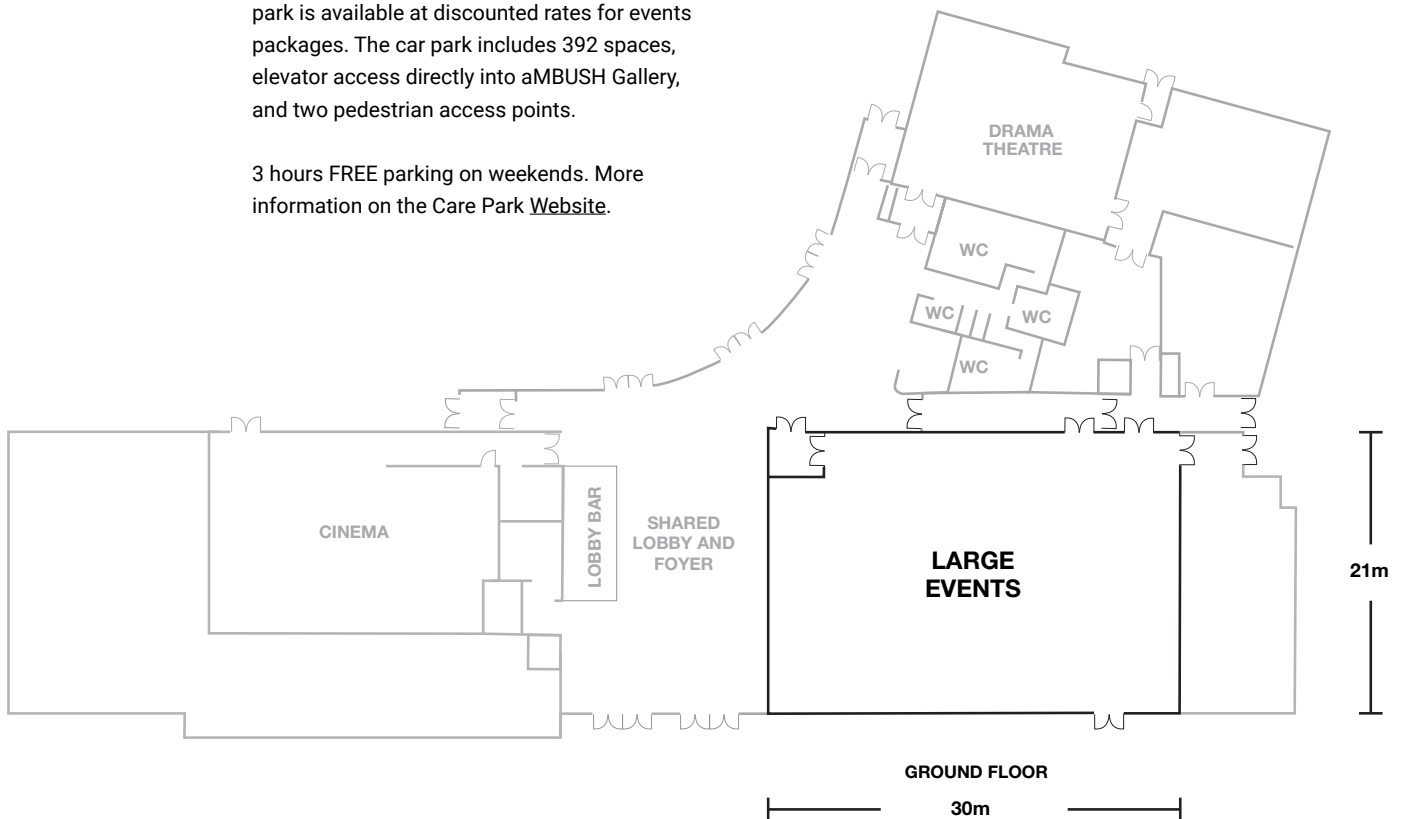 park is available at discounted rates for events
packages. The car park includes 392 spaces,
elevator access directly into aMBUSH Gallery,
and two pedestrian access points.
3 hours FREE parking on weekends. More
information on the Care Park Website.
DRAMA
THEATRE
WC
WC
WC
WC
CINEMA
LOBBY BAR
SHARED
LOBBY AND
FOYER
LARGE
EVENTS
21m
GROUND FLOOR
30m